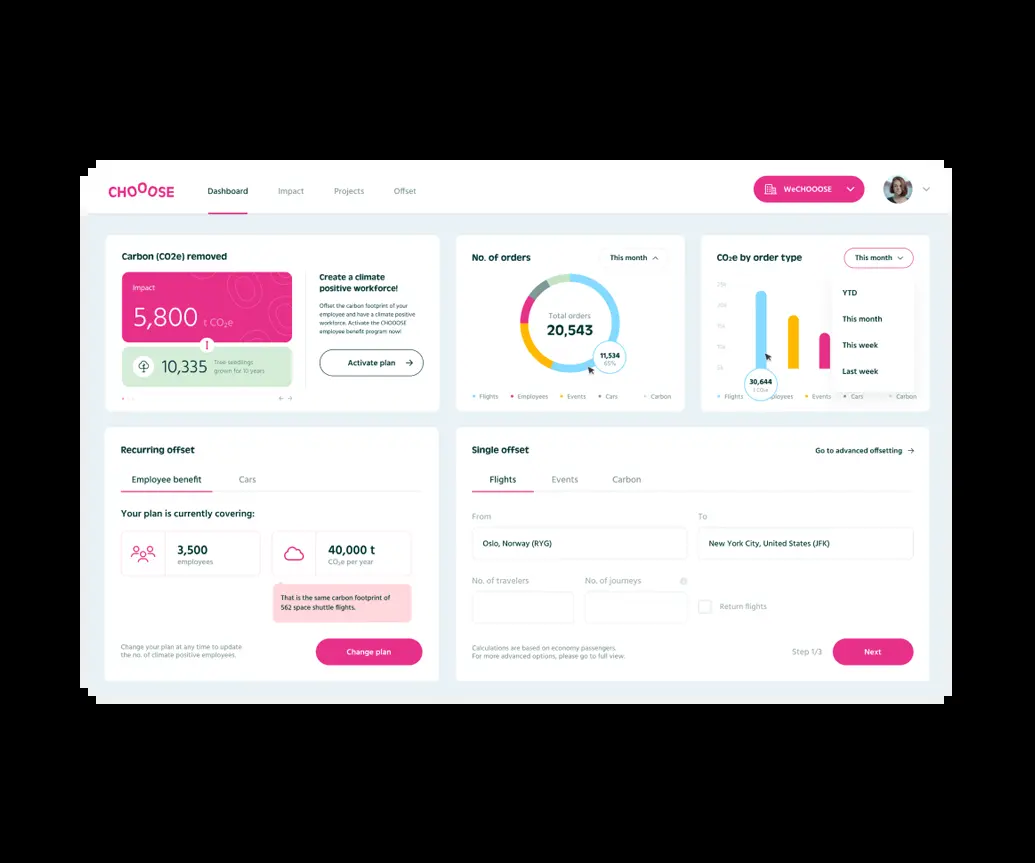 CHOOOSE
Dashboard
Impact
Projects
Offset
WeCHOOOSE
Carbon (CO2e) removed
Impact
5,800 t CO₂e
10,335
Tree seedlings
grown for 10 years
Create a climate
positive workforce!
Offset the carbon footprint of your
employee and have a climate positive
workforce. Activate the CHOOOSE
employee benefit program now!
Activate plan
No. of orders
This month
Total orders
20,543
11,534
65%
Flights
Employees
Events
Cars
Carbon
CO₂e by order type
This month
YTD
This month
This week
Last week
30,644
Flights
Events
Cars
Carbon
Recurring offset
Employee benefit
Cars
Your plan is currently covering:
3,500
employees
40,000 t
CO₂e per year
That is the same carbon footprint of
562 space shuttle flights.
Change your plan at any time to update
the no. of climate positive employees.
Change plan
Single offset
Go to advanced offsetting
Flights
Events
Carbon
From
To
Oslo, Norway (RYG)
New York City, United States (JFK)
No. of travelers
No. of journeys
Return flights
Calculations are based on economy passengers.
For more advanced options, please go to full view.
Step 1/3
Next